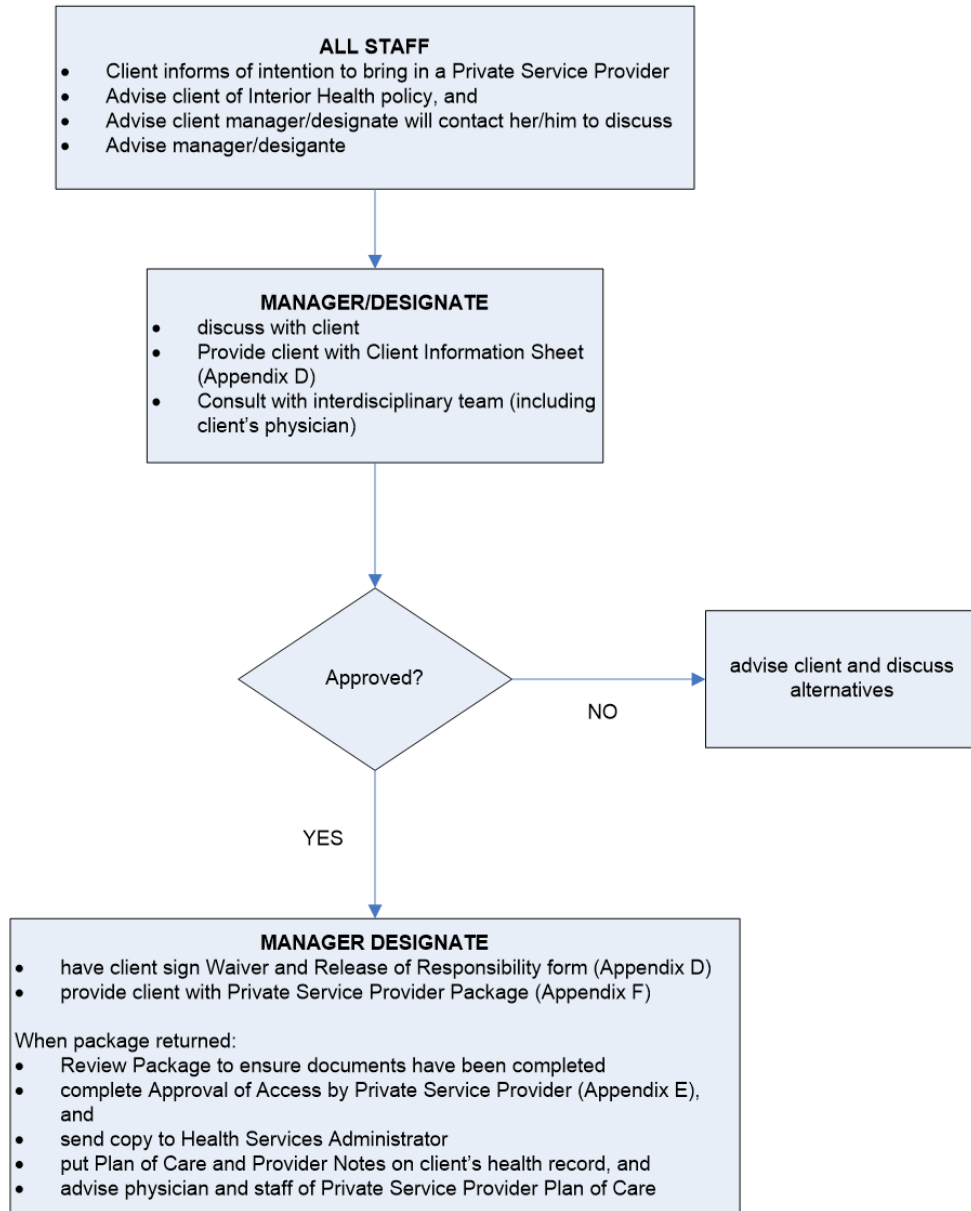 ALL STAFF
• Client informs of intention to bring in a Private Service Provider
• Advise client of Interior Health policy, and
• Advise client manager/designate will contact her/him to discuss
• Advise manager/desigante
MANAGER/DESIGNATE
• discuss with client
• Provide client with Client Information Sheet
(Appendix D)
• Consult with interdisciplinary team (including
client's physician)
Approved?
NO
advise client and discuss
alternatives
YES
MANAGER DESIGNATE
• have client sign Waiver and Release of Responsibility form (Appendix D)
• provide client with Private Service Provider Package (Appendix F)
When package returned:
• Review Package to ensure documents have been completed
• complete Approval of Access by Private Service Provider (Appendix E),
and
• send copy to Health Services Administrator
• put Plan of Care and Provider Notes on client's health record, and
• advise physician and staff of Private Service Provider Plan of Care